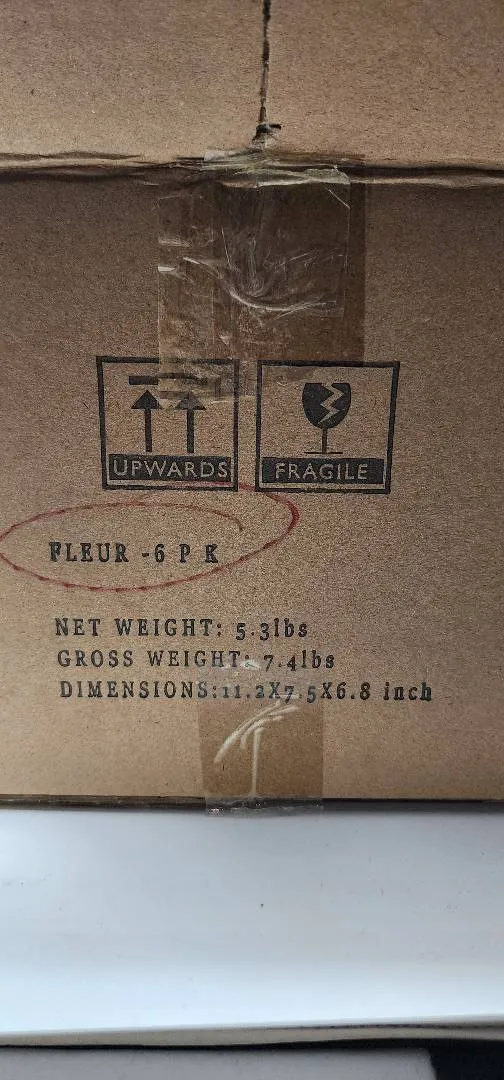 UPWARDS FRAGILE
FLEUR -6 P K
NET WEIGHT: 5.3lbs
GROSS WEIGHT: 7.4lbs
DIMENSIONS:11.2X7.5X6.8 inch